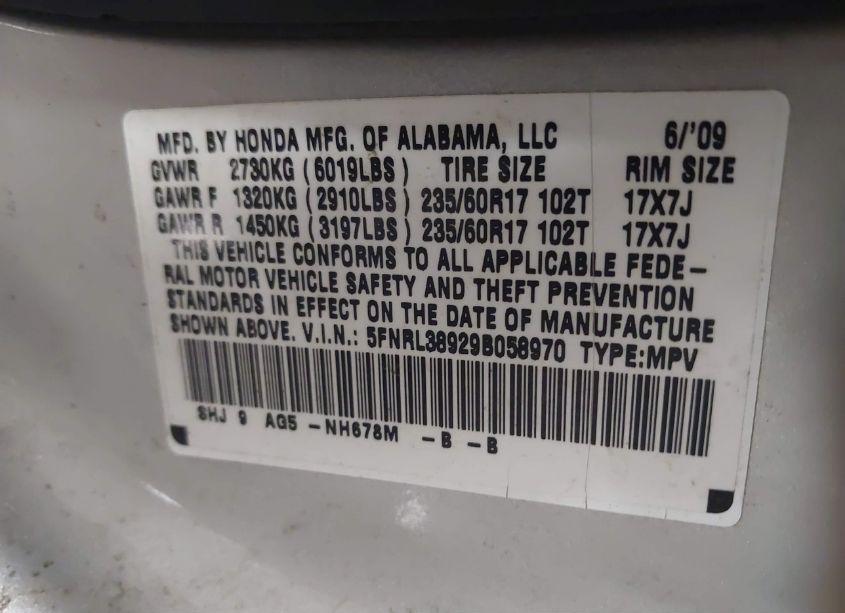 MFD. BY HONDA MFG. OF ALABAMA, LLC 6/'09
GVWR 2730KG (6019LBS) TIRE SIZE RIM SIZE
GAWR F 1320KG (2910LBS) 235/60R17 102T 17X7J
GAWR R 1450KG (3197LBS) 235/60R17 102T 17X7J
THIS VEHICLE CONFORMS TO ALL APPLICABLE FEDE-
RAL MOTOR VEHICLE SAFETY AND THEFT PREVENTION
STANDARDS IN EFFECT ON THE DATE OF MANUFACTURE
SHOWN ABOVE. V.I.N.: 5FNRL38929B058970 TYPE:MPV
SHJ 9 AG5 -NH678M -B -B